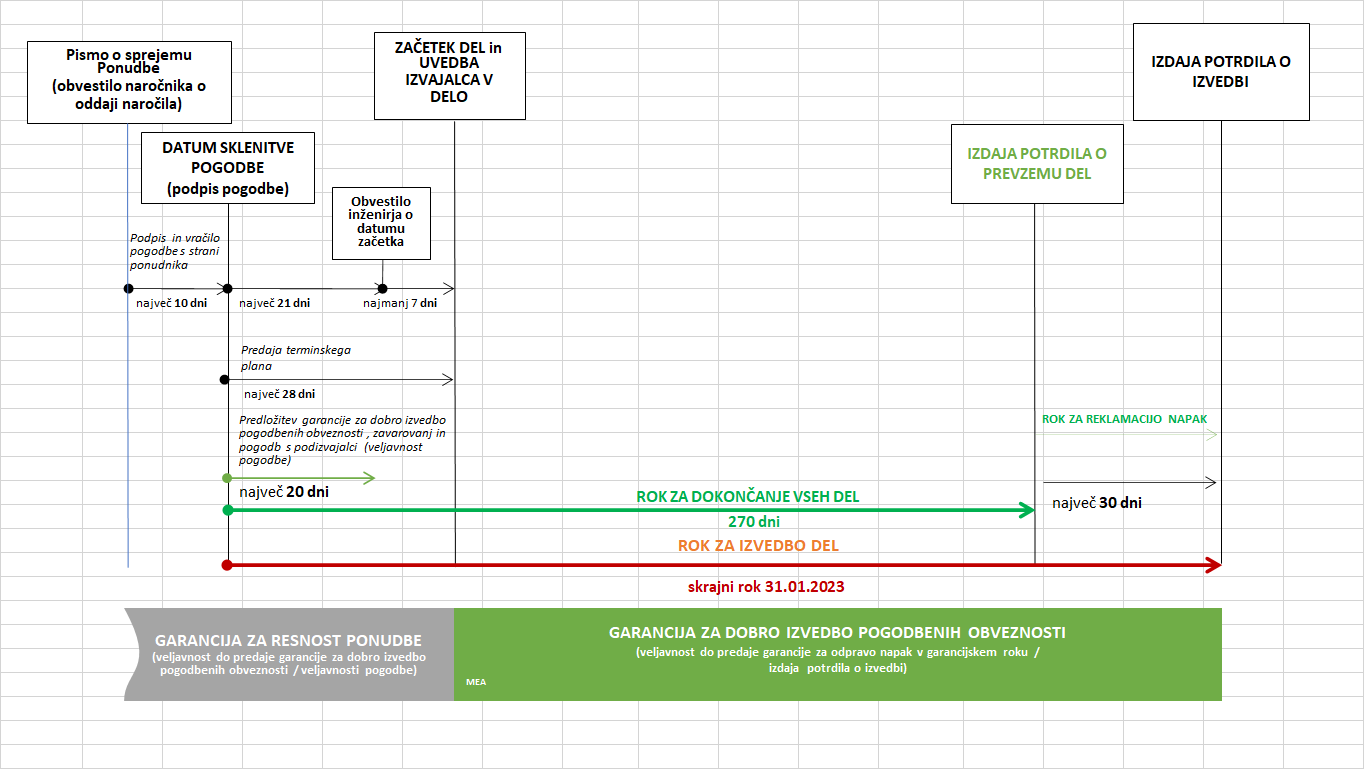 Pismo o sprejemu
Ponudbe
(obvestilo naročnika o
oddaji naročila)
ZAČETEK DEL in
UVEDBA
IZVAJALCA V
DELO
IZDAJA POTRDILA O
IZVEDBI
DATUM SKLENITVE
POGODBE
(podpis pogodbe)
IZDAJA POTRDILA O
PREVZEMU DEL
Obvestilo
inženirja o
datumu
začetka
Podpis in vračilo
pogodbe s strani
ponudnika
največ 10 dni
največ 21 dni
najmanj 7 dni
Predaja terminskega
plana
največ 28 dni
Predložitev garancije za dobro izvedbo
pogodbenih obveznosti , zavarovanj in
pogodb s podizvajalci (veljavnost
pogodbe)
največ 20 dni
ROK ZA REKLAMACIJO NAPAK
največ 30 dni
ROK ZA DOKONČANJE VSEH DEL
270 dni
ROK ZA IZVEDBO DEL
skrajni rok 31.01.2023
GARANCIJA ZA RESNOST PONUDBE
(veljavnost do predaje garancije za dobro izvedbo
pogodbenih obveznosti / veljavnosti pogodbe)
GARANCIJA ZA DOBRO IZVEDBO POGODBENIH OBVEZNOSTI
(veljavnost do predaje garancije za odpravo napak v garancijskem roku /
izdaja potrdila o izvedbi)
MEA